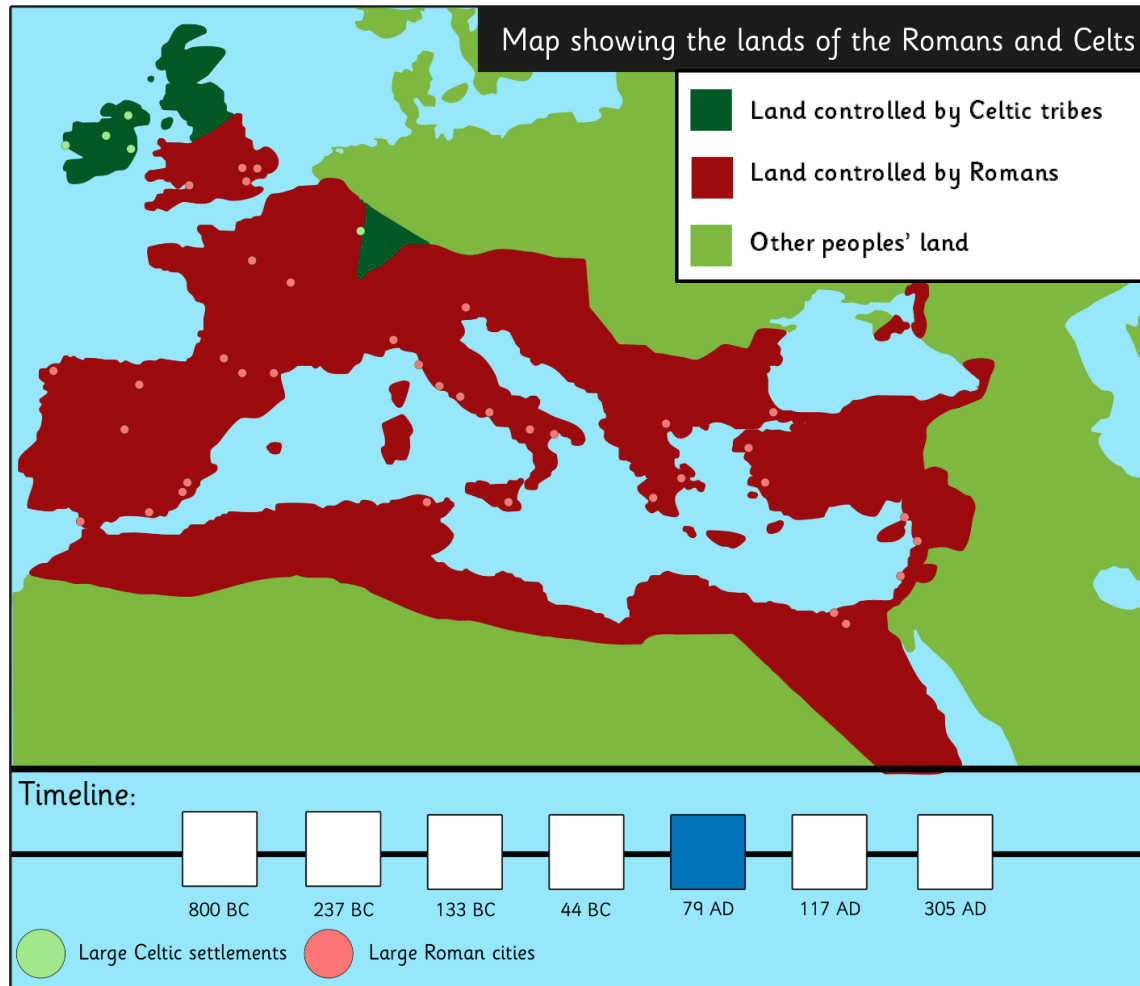 Map showing the lands of the Romans and Celts
Land controlled by Celtic tribes
Land controlled by Romans
Other peoples' land
Timeline:
800 BC
237 BC
133 BC
44 BC
79 AD
117 AD
305 AD
Large Celtic settlements
Large Roman cities